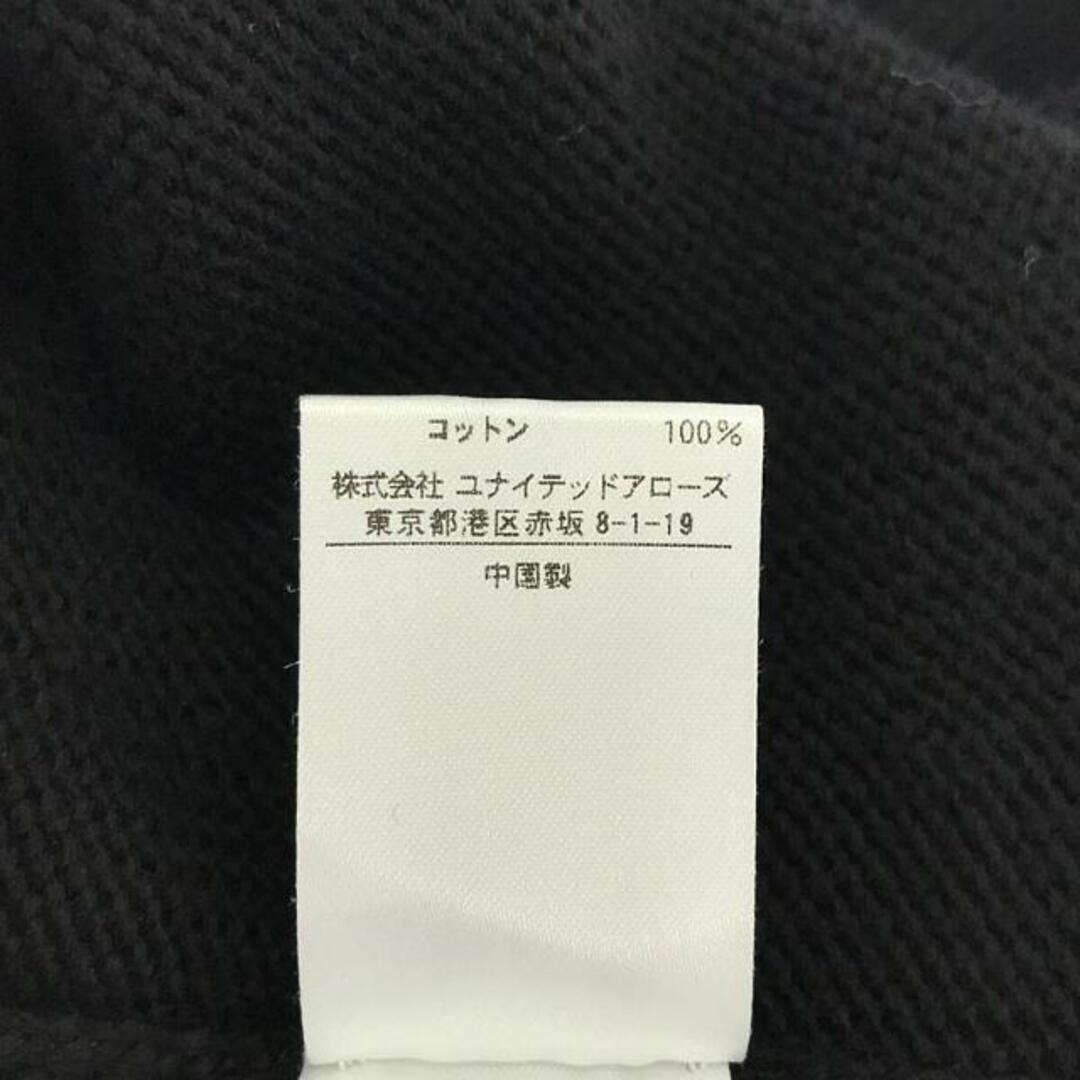 コットン 100%
株式会社 ユナイテッドアローズ
東京都港区赤坂 8-1-19
中国製